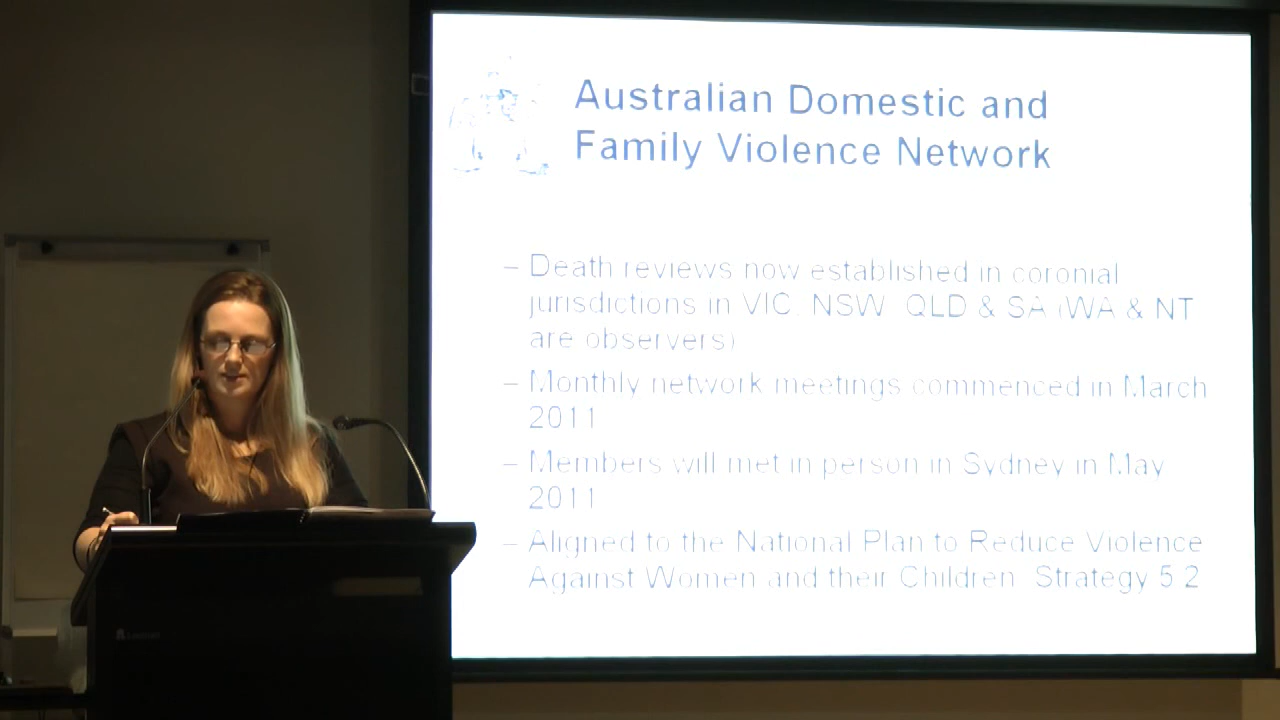 Australian Domestic and
Family Violence Network
– Death reviews now established in coronial
jurisdictions in VIC, NSW, QLD & SA (WA & NT
are observers)
– Monthly network meetings commenced in March
2011
– Members will met in person in Sydney in May
2011
– Aligned to the National Plan to Reduce Violence
Against Women and their Children Strategy 5.2